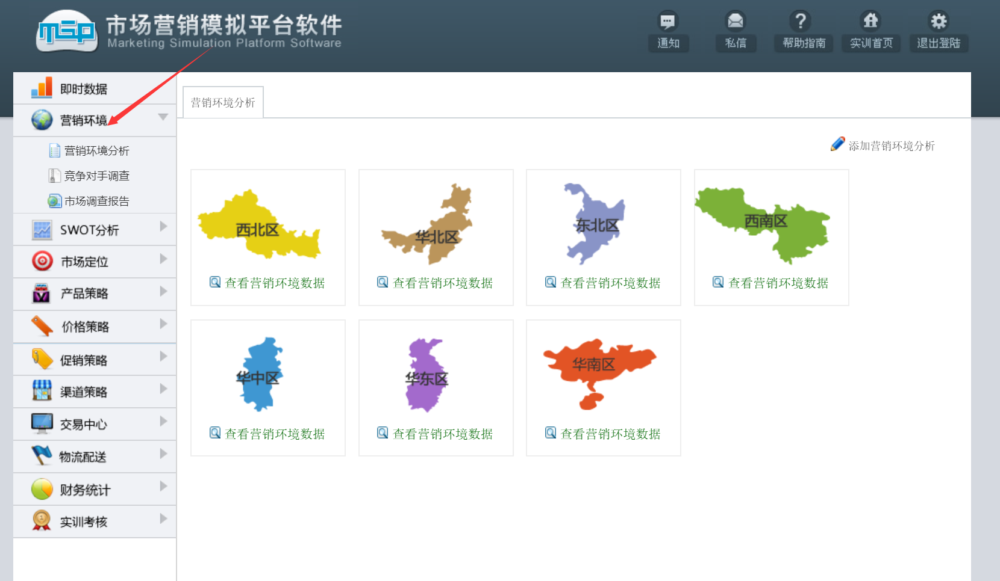 MSP
市场营销模拟平台软件
Marketing Simulation Platform Software
通知
私信
帮助指南
实训首页
退出登陆
即时数据
营销环境
营销环境分析
竞争对手调查
市场调查报告
SWOT分析
市场定位
产品策略
价格策略
促销策略
渠道策略
交易中心
物流配送
财务统计
实训考核
营销环境分析
添加营销环境分析
西北区
查看营销环境数据
华北区
查看营销环境数据
东北区
查看营销环境数据
西南区
查看营销环境数据
华中区
查看营销环境数据
华东区
查看营销环境数据
华南区
查看营销环境数据